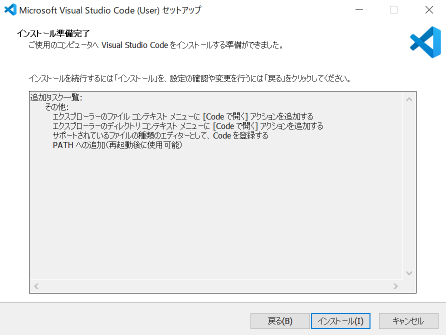 Microsoft Visual Studio Code (User) セットアップ
インストール準備完了
ご使用のコンピュータへ Visual Studio Code をインストールする準備ができました。
インストールを続行するには「インストール」を、設定の確認や変更を行うには「戻る」をクリックしてください。
追加タスク一覧:
その他:
エクスプローラーのファイル コンテキスト メニューに [Code で開く] アクションを追加する
エクスプローラーのディレクトリ コンテキスト メニューに [Code で開く] アクションを追加する
サポートされているファイルの種類のエディターとして、Code を登録する
PATH への追加(再起動後に使用可能)
戻る(B)
インストール(I)
キャンセル